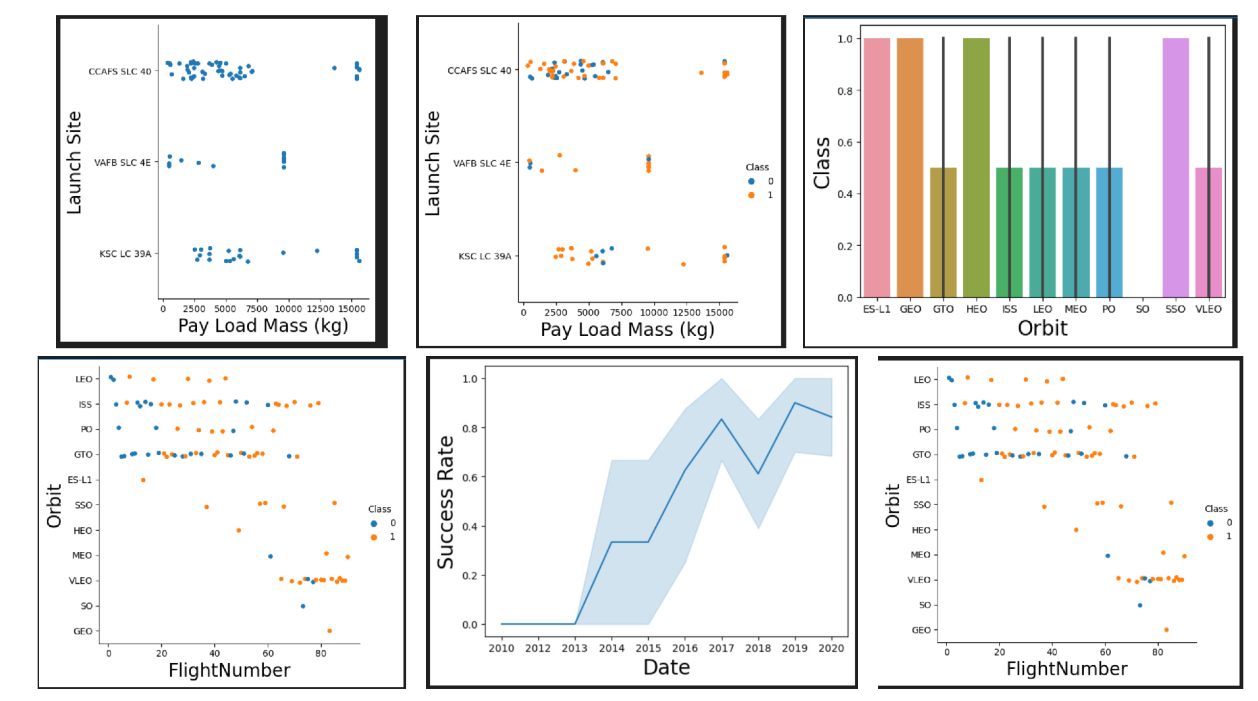 Launch Site
CCAFS SLC 40
VAFB SLC 4E
KSC LC 39A
0 2500 5000 7500 10000 12500 15000
Pay Load Mass (kg)
Launch Site
CCAFS SLC 40
VAFB SLC 4E
KSC LC 39A
0 2500 5000 7500 10000 12500 15000
Pay Load Mass (kg)
Class
0
1
Class
1.0
0.8
0.6
0.4
0.2
0.0
ES-L1 GEO GTO HEO ISS LEO MEO PO SO SSO VLEO
Orbit
Orbit
LEO
ISS
PO
GTO
ES-L1
SSO
HEO
MEO
VLEO
SO
GEO
0 20 40 60 80
FlightNumber
Class
0
1
Success Rate
1.0
0.8
0.6
0.4
0.2
0.0
2010 2012 2013 2014 2015 2016 2017 2018 2019 2020
Date
Orbit
LEO
ISS
PO
GTO
ES-L1
SSO
HEO
MEO
VLEO
SO
GEO
0 20 40 60 80
FlightNumber
Class
0
1